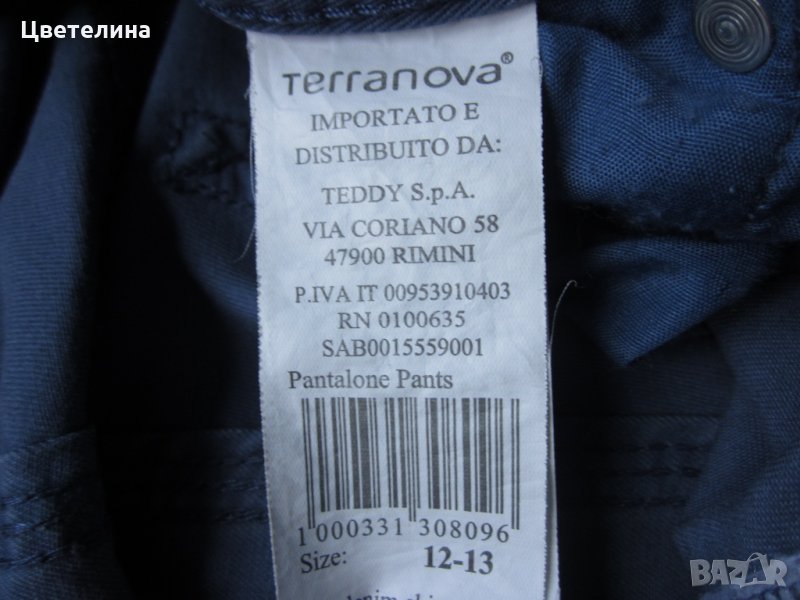 Цветелина
Terranova®
IMPORTATO E
DISTRIBUITO DA:
TEDDY S.p.A.
VIA CORIANO 58
47900 RIMINI
P.IVA IT 00953910403
RN 0100635
SAB0015559001
Pantalone Pants
1 000331 308096
Size: 12-13
BAZAR